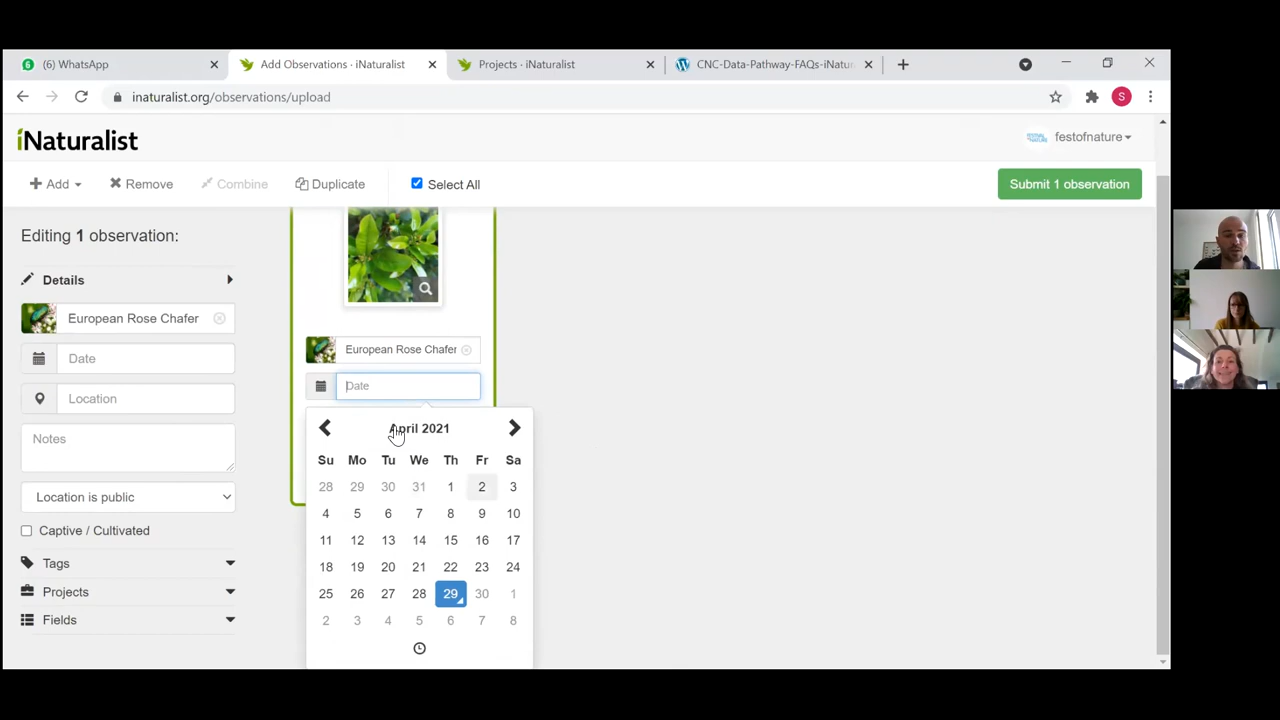 6
(6) WhatsApp
Add Observations · iNaturalist
Projects · iNaturalist
CNC-Data-Pathway-FAQs-iNatur
inaturalist.org/observations/upload
S
iNaturalist
festofnature
Add
Remove
Combine
Duplicate
Select All
Submit 1 observation
Editing 1 observation:
Details
European Rose Chafer
Date
Location
Notes
Location is public
Captive / Cultivated
Tags
Projects
Fields
European Rose Chafer
Date
April 2021
Su Mo Tu We Th Fr Sa
28 29 30 31 1 2 3
4 5 6 7 8 9 10
11 12 13 14 15 16 17
18 19 20 21 22 23 24
25 26 27 28 29 30 1
2 3 4 5 6 7 8